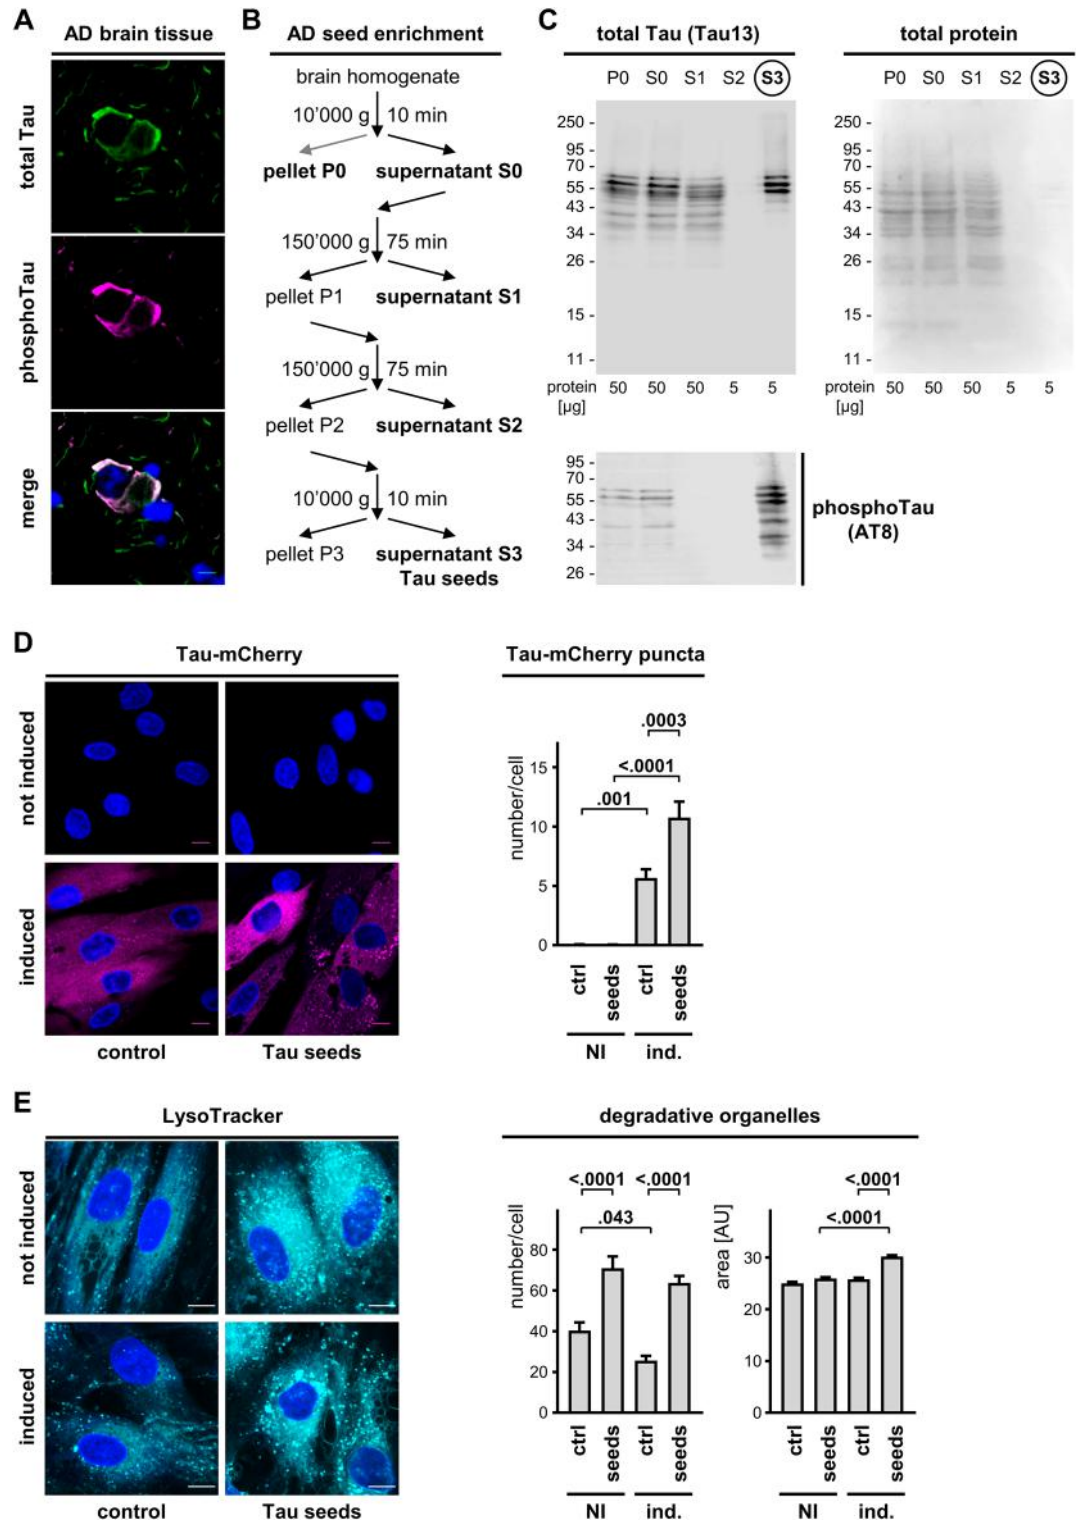 A
AD brain tissue
total Tau
phosphoTau
merge
B
AD seed enrichment
brain homogenate
10'000 g 10 min
pellet P0 supernatant S0
150'000 g 75 min
pellet P1 supernatant S1
150'000 g 75 min
pellet P2 supernatant S2
10'000 g 10 min
pellet P3 supernatant S3
Tau seeds
C
total Tau (Tau13)
P0 S0 S1 S2 S3
250 -
95 -
70 -
55 -
43 -
34 -
26 -
15 -
11 -
protein 50 50 50 5 5
[µg]
total protein
P0 S0 S1 S2 S3
250 -
95 -
70 -
55 -
43 -
34 -
26 -
15 -
11 -
protein 50 50 50 5 5
[µg]
95 -
70 -
55 -
43 -
34 -
26 -
phosphoTau
(AT8)
D
Tau-mCherry
not induced
induced
control Tau seeds
Tau-mCherry puncta
number/cell
.0003
<.0001
.001
15
10
5
0
ctrl seeds ctrl seeds
NI ind.
E
LysoTracker
not induced
induced
control Tau seeds
degradative organelles
number/cell
<.0001 <.0001
.043
80
60
40
20
0
ctrl seeds ctrl seeds
NI ind.
area [AU]
<.0001
<.0001
30
20
10
0
ctrl seeds ctrl seeds
NI ind.